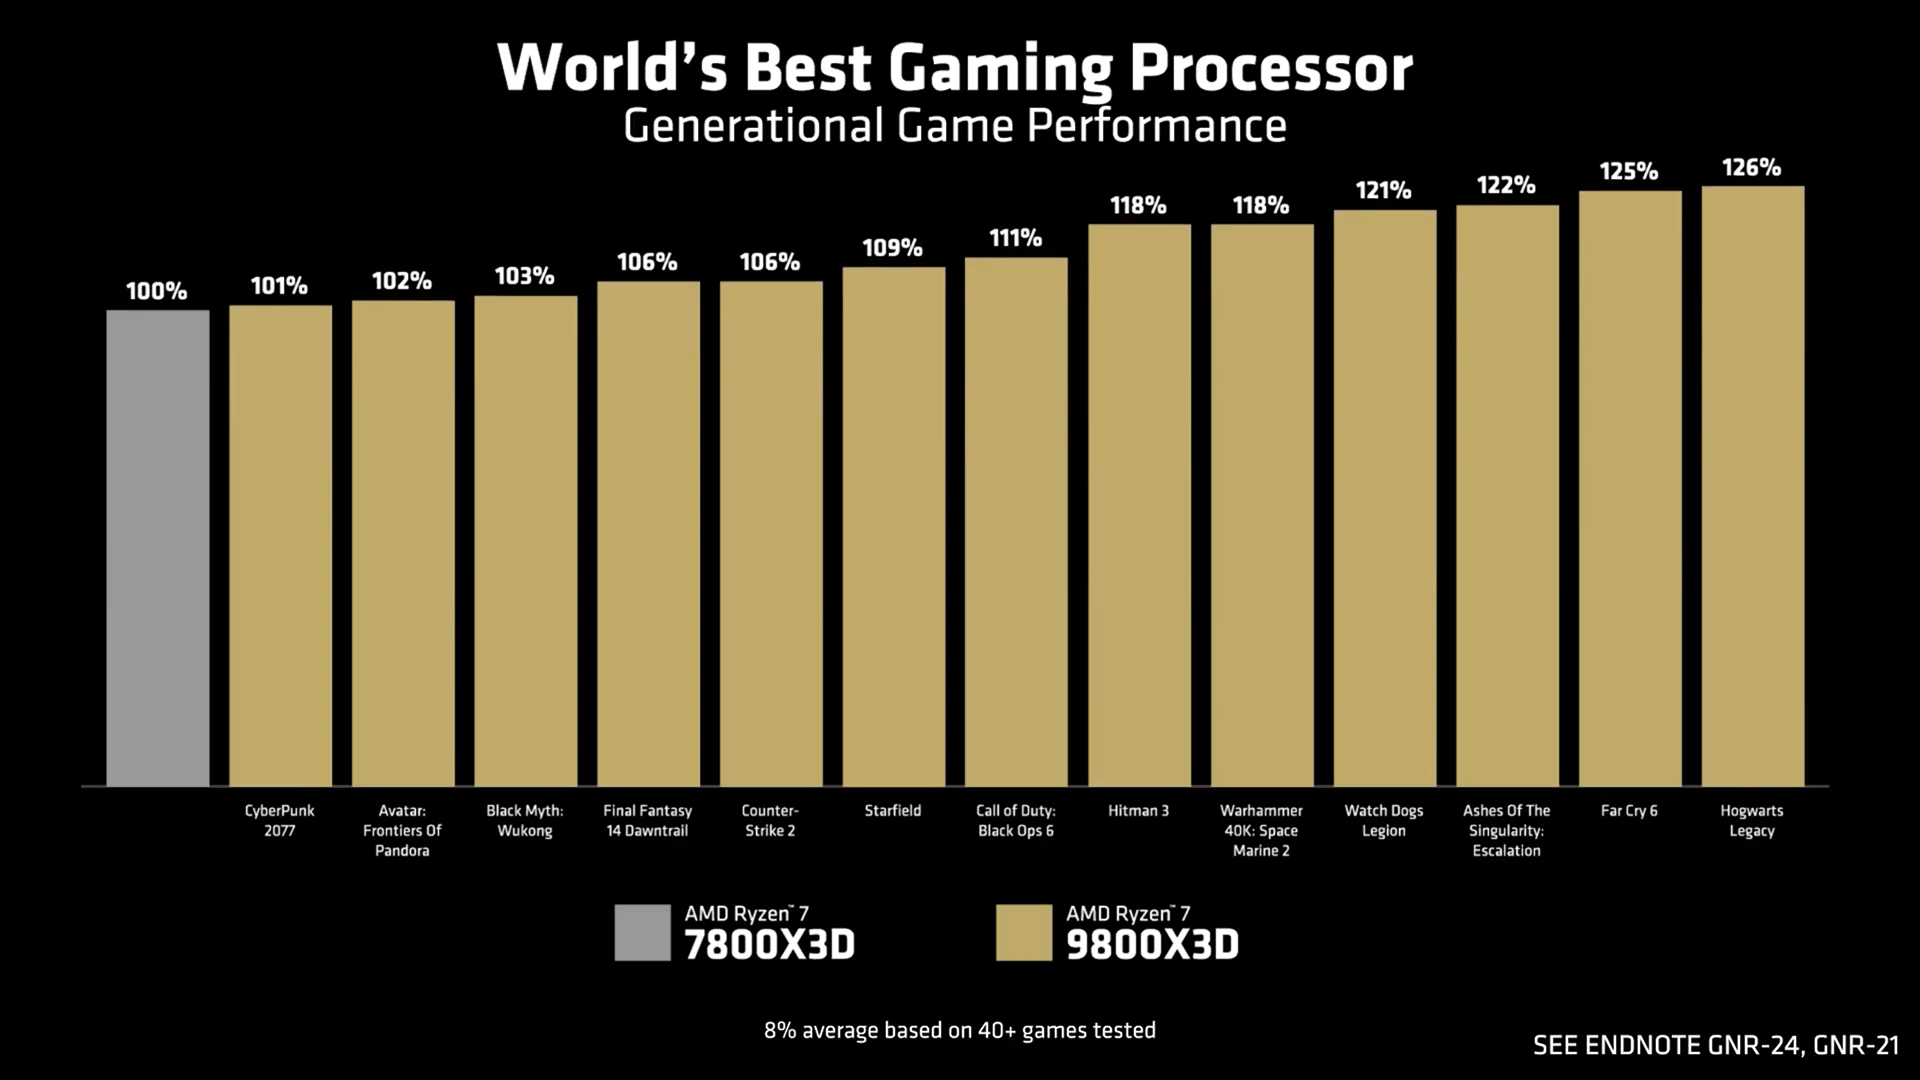 World's Best Gaming Processor
Generational Game Performance
100%
101%
102%
103%
106%
106%
109%
111%
118%
118%
121%
122%
125%
126%
CyberPunk
2077
Avatar:
Frontiers Of
Pandora
Black Myth:
Wukong
Final Fantasy
14 Dawntrail
Counter-
Strike 2
Starfield
Call of Duty:
Black Ops 6
Hitman 3
Warhammer
40K: Space
Marine 2
Watch Dogs
Legion
Ashes Of The
Singularity:
Escalation
Far Cry 6
Hogwarts
Legacy
AMD Ryzen™ 7
7800X3D
AMD Ryzen™ 7
9800X3D
8% average based on 40+ games tested
SEE ENDNOTE GNR-24, GNR-21